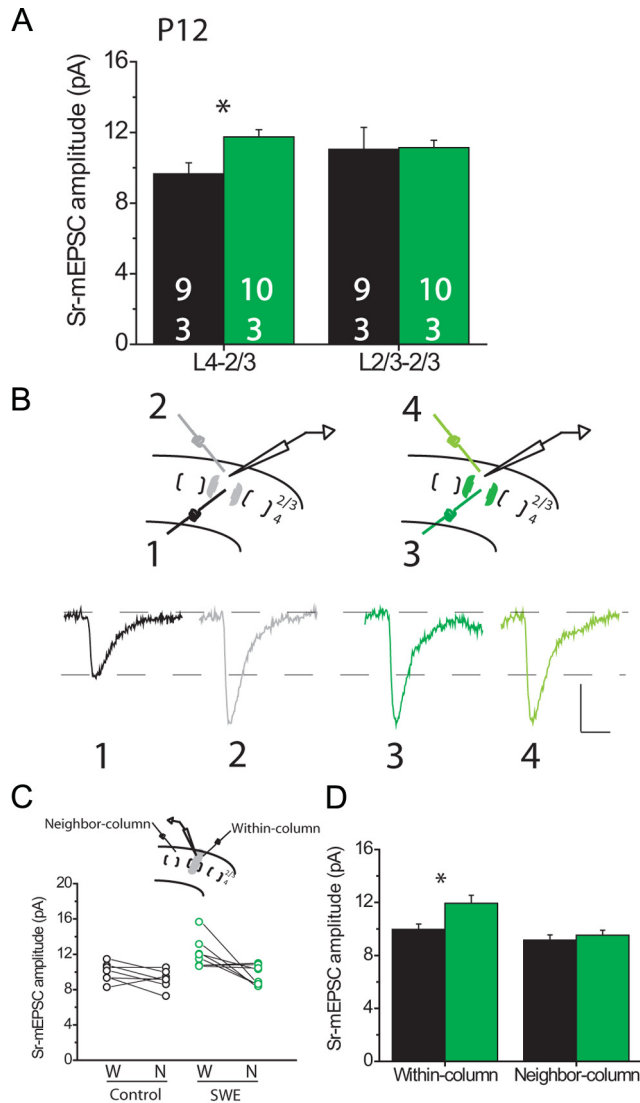 A
P12
Sr-mEPSC amplitude (pA)
16
12
8
4
0
*
9 10 9 10
3 3 3 3
L4-2/3 L2/3-2/3
B
2 4
2/3 2/3
4 4
1 3
1 2 3 4
C
Neighbor-column Within-column
2/3
4
Sr-mEPSC amplitude (pA)
20
16
12
8
4
0
W N W N
Control SWE
D
Sr-mEPSC amplitude (pA)
16
12
8
4
0
*
Within-column Neighbor-column